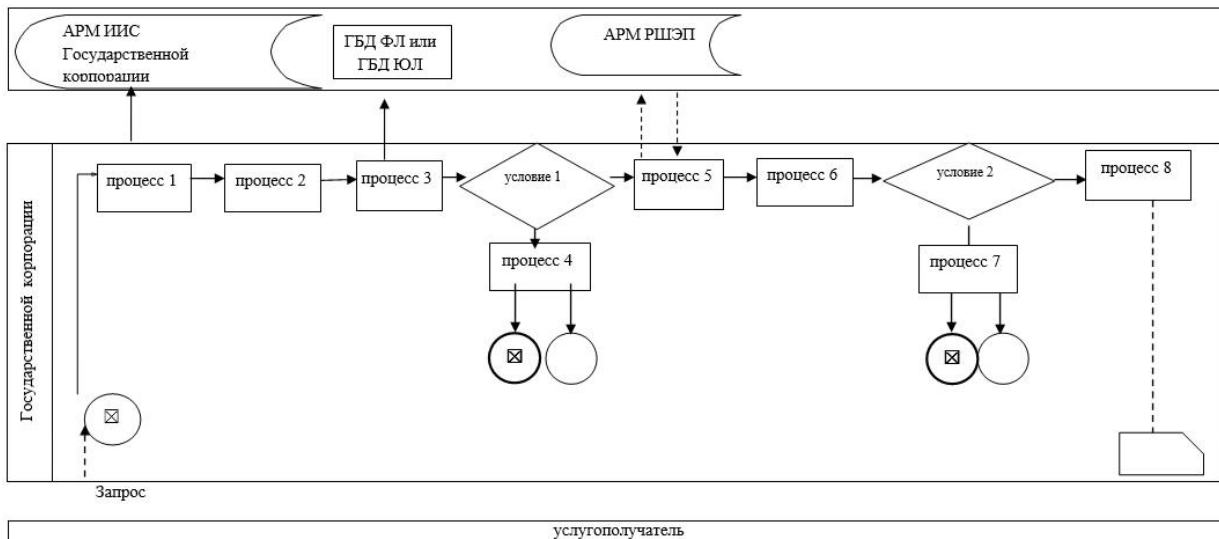 АРМ ИИС
Государственной
корпорации
ГБД ФЛ или
ГБД ЮЛ
АРМ РШЭП
Государственной корпорации
процесс 1
процесс 2
процесс 3
условие 1
процесс 5
процесс 6
условие 2
процесс 8
процесс 4
процесс 7
Запрос
услугополучатель